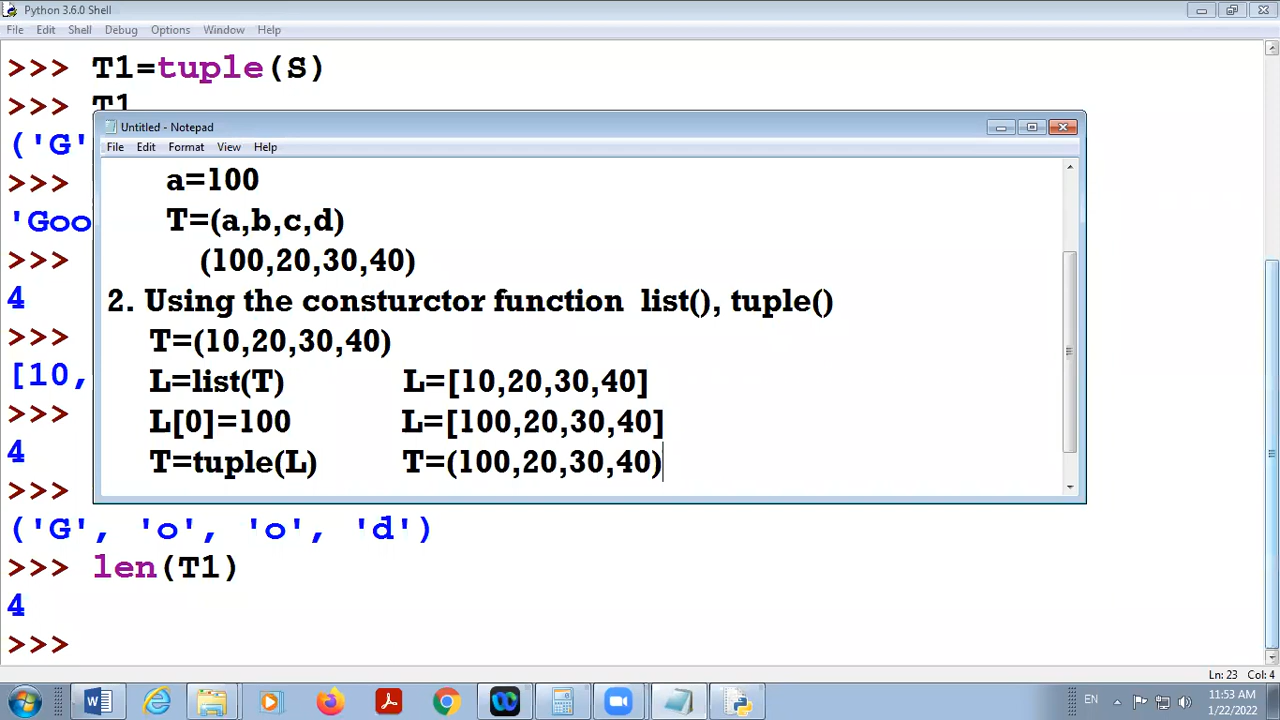 Python 3.6.0 Shell
File Edit Shell Debug Options Window Help
>>> T1=tuple(S)
>>> T1
('G'
>>>
'Goo
>>>
4
>>>
[10,
>>>
4
>>>
Untitled - Notepad
File Edit Format View Help
a=100
T=(a,b,c,d)
(100,20,30,40)
2. Using the consturctor function list(), tuple()
T=(10,20,30,40)
L=list(T) L=[10,20,30,40]
L[0]=100 L=[100,20,30,40]
T=tuple(L) T=(100,20,30,40)
('G', 'o', 'o', 'd')
>>> len(T1)
4
>>>
Ln: 23 Col: 4
EN
11:53 AM
1/22/2022